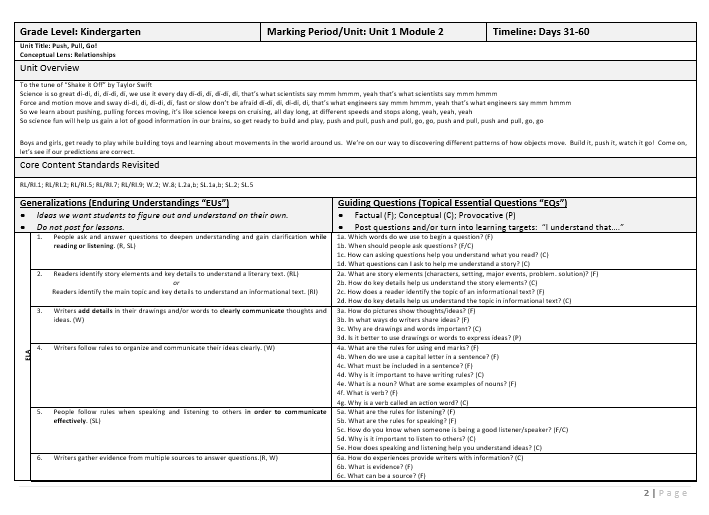 Grade Level: Kindergarten
Marking Period/Unit: Unit 1 Module 2
Timeline: Days 31-60
Unit Title: Push, Pull, Go!
Conceptual Lens: Relationships
Unit Overview
To the tune of "Shake it Off" by Taylor Swift
Science is so great di-di, di-di, di-di, we use it every day di-di, di-di, di-di, that's what scientists say mmm hmmm, yeah that's what scientists say mmm hmmm
Force and motion move and sway di-di, di-di, di-di, fast or slow don't be afraid di-di, di-di, di-di, that's what engineers say mmm hmmm, yeah that's what engineers say mmm hmmm
So we learn about pushing, pulling forces moving, it's like science keeps on cruising, all day long, at different speeds and stops along, yeah, yeah, yeah
So science fun will help us gain a lot of good information in our brains, so get ready to build and play, push and pull, push and pull, go, go, push and pull, push and pull, go, go
Boys and girls, get ready to play while building toys and learning about movements in the world around us. We're on our way to discovering different patterns of how objects move. Build it, push it, watch it go! Come on,
let's see if our predictions are correct.
Core Content Standards Revisited
RL/RI.1; RL/RI.2; RL/RI.5; RL/RI.7; RL/RI.9; W.2; W.8; L.2a,b; SL.1a,b; SL.2; SL.5
Generalizations (Enduring Understandings "EUs")
• Ideas we want students to figure out and understand on their own.
• Do not post for lessons.
Guiding Questions (Topical Essential Questions "EQs")
• Factual (F); Conceptual (C); Provocative (P)
• Post questions and/or turn into learning targets: "I understand that…."
ELA
1. People ask and answer questions to deepen understanding and gain clarification while
reading or listening. (R, SL)
1a. Which words do we use to begin a question? (F)
1b. When should people ask questions? (F/C)
1c. How can asking questions help you understand what you read? (C)
1d. What questions can I ask to help me understand a story? (C)
2. Readers identify story elements and key details to understand a literary text. (RL)
or
Readers identify the main topic and key details to understand an informational text. (RI)
2a. What are story elements (characters, setting, major events, problem. solution)? (F)
2b. How do key details help us understand the story elements? (C)
2c. How does a reader identify the topic of an informational text? (F)
2d. How do key details help us understand the topic in informational text? (C)
3. Writers add details in their drawings and/or words to clearly communicate thoughts and
ideas. (W)
3a. How do pictures show thoughts/ideas? (F)
3b. In what ways do writers share ideas? (F)
3c. Why are drawings and words important? (C)
3d. Is it better to use drawings or words to express ideas? (P)
4. Writers follow rules to organize and communicate their ideas clearly. (W)
4a. What are the rules for using end marks? (F)
4b. When do we use a capital letter in a sentence? (F)
4c. What must be included in a sentence? (F)
4d. Why is it important to have writing rules? (C)
4e. What is a noun? What are some examples of nouns? (F)
4f. What is verb? (F)
4g. Why is a verb called an action word? (C)
5. People follow rules when speaking and listening to others in order to communicate
effectively. (SL)
5a. What are the rules for listening? (F)
5b. What are the rules for speaking? (F)
5c. How do you know when someone is being a good listener/speaker? (F/C)
5d. Why is it important to listen to others? (C)
5e. How does speaking and listening help you understand ideas? (C)
6. Writers gather evidence from multiple sources to answer questions.(R, W)
6a. How do experiences provide writers with information? (C)
6b. What is evidence? (F)
6c. What can be a source? (F)
2 | Page